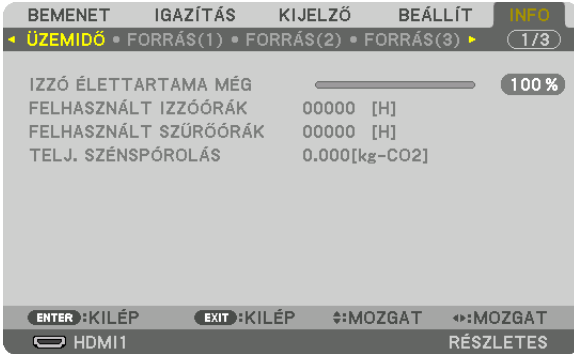 BEMENET IGAZÍTÁS KIJELZŐ BEÁLLÍT INFO
ÜZEMIDŐ • FORRÁS(1) • FORRÁS(2) • FORRÁS(3) 1/3
IZZÓ ÉLETTARTAMA MÉG 100 %
FELHASZNÁLT IZZÓÓRÁK 00000 [H]
FELHASZNÁLT SZŰRŐÓRÁK 00000 [H]
TELJ. SZÉNSPÓROLÁS 0.000[kg-CO2]
ENTER :KILÉP EXIT :KILÉP :MOZGAT :MOZGAT
HDMI1 RÉSZLETES